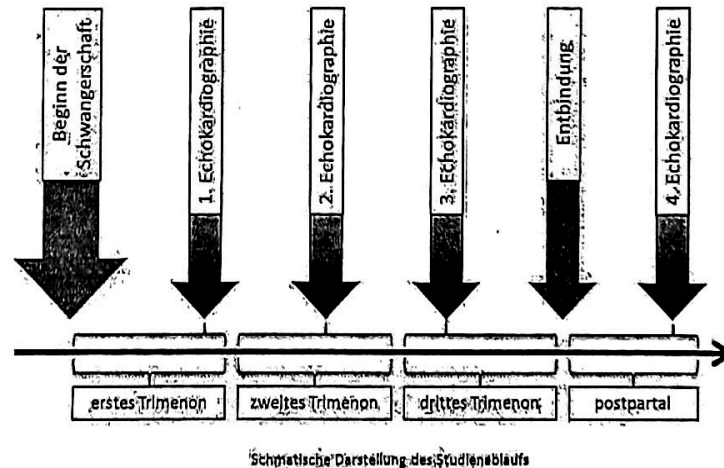 Beginn der
Schwangerschaft
1. Echokardiographie
2. Echokardiographie
3. Echokardiographie
Entbindung
4. Echokardiographie
erstes Trimenon
zweites Trimenon
drittes Trimenon
postpartal
Schmatische Darstellung des Studienablaufs